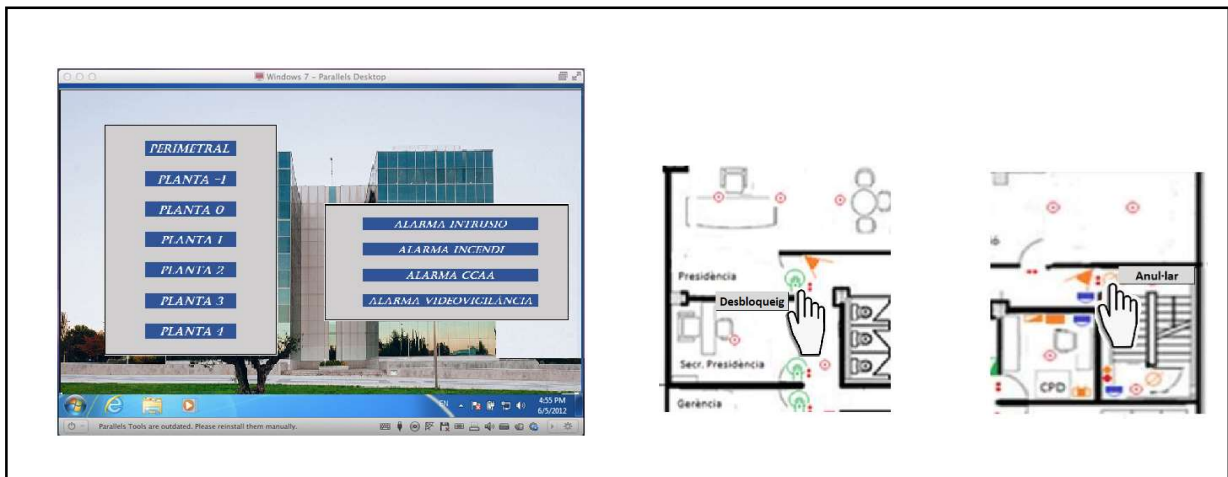 Windows 7 - Parallels Desktop
PERIMETRAL
PLANTA -1
PLANTA 0
PLANTA 1
PLANTA 2
PLANTA 3
PLANTA 4
ALARMA INTRUSIÓ
ALARMA INCENDI
ALARMA CCAA
ALARMA VIDEOVIGILÀNCIA
EN
4:55 PM
6/5/2012
Parallels Tools are outdated. Please reinstall them manually.
Presidència
Desbloqueig
Secr. Presidència
Gerència
Anul·lar
CPD